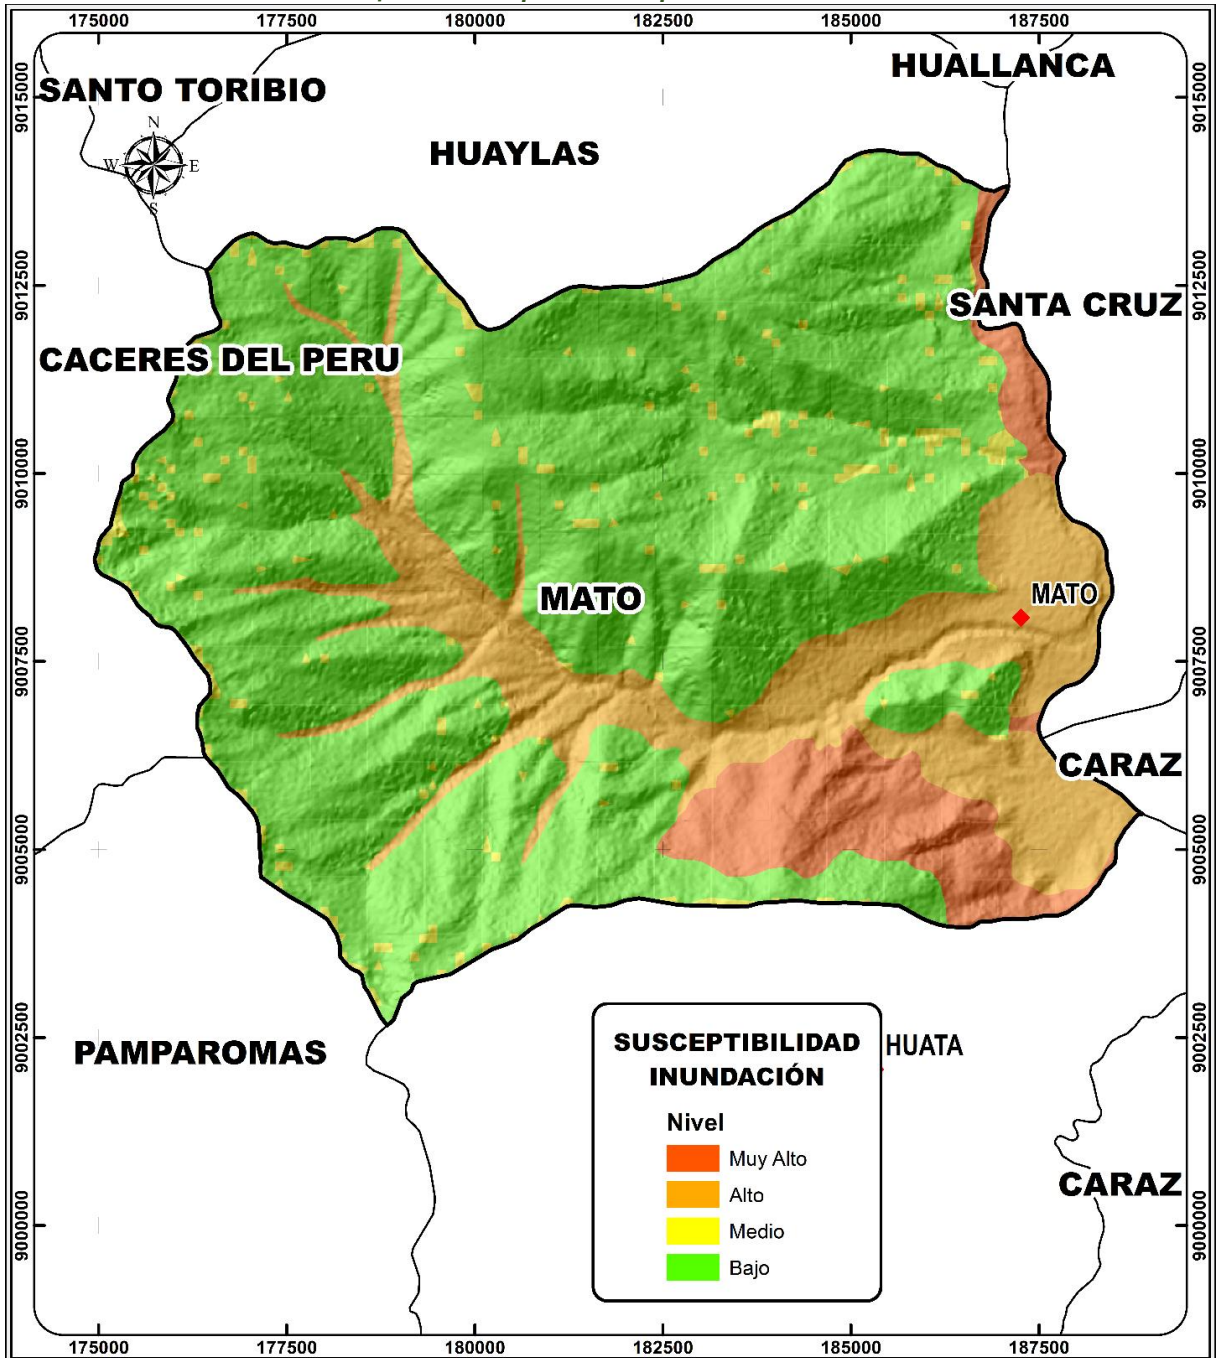 175000 177500 180000 182500 185000 187500
HUALLANCA
SANTO TORIBIO
9015000 9015000
N
HUAYLAS
W E
S
9012500 9012500
SANTA CRUZ
CACERES DEL PERU
9010000 9010000
MATO
MATO
9007500 9007500
CARAZ
9005000 9005000
9002500 9002500
PAMPAROMAS
SUSCEPTIBILIDAD
INUNDACIÓN
HUATA
Nivel
Muy Alto
Alto
Medio
Bajo
CARAZ
9000000 9000000
175000 177500 180000 182500 185000 187500